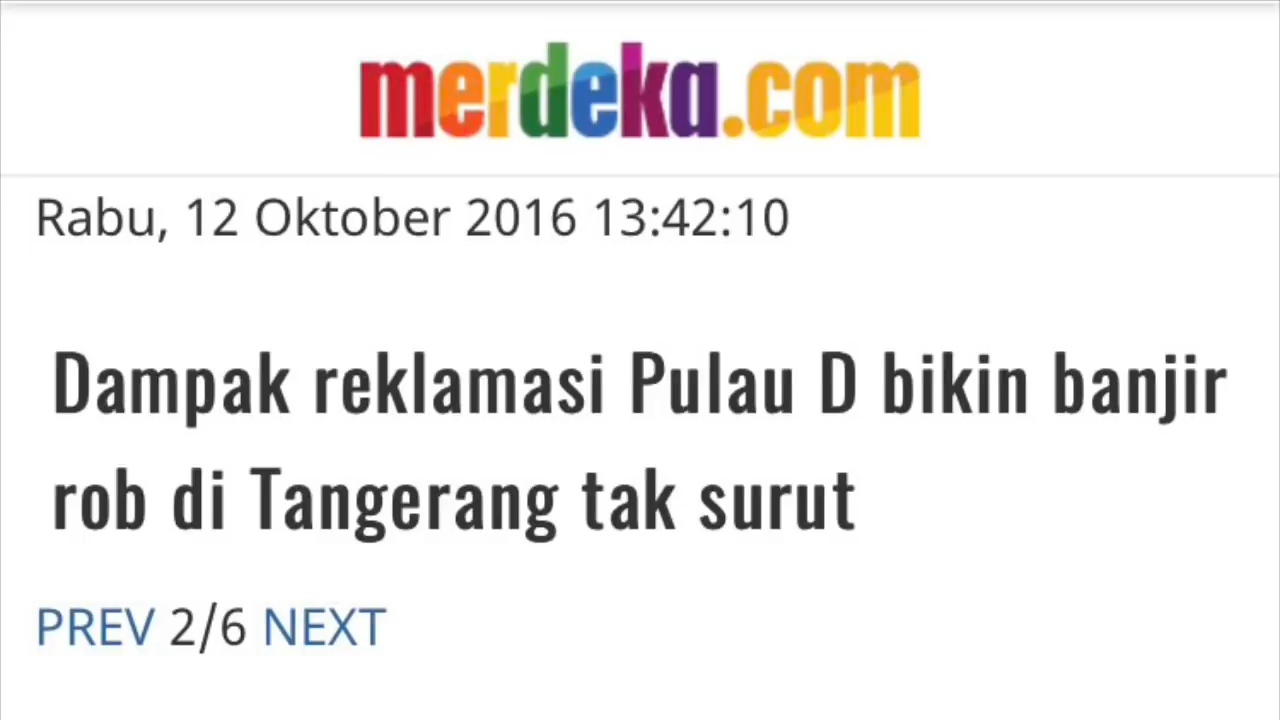 merdeka.com
Rabu, 12 Oktober 2016 13:42:10
Dampak reklamasi Pulau D bikin banjir
rob di Tangerang tak surut
PREV 2/6 NEXT